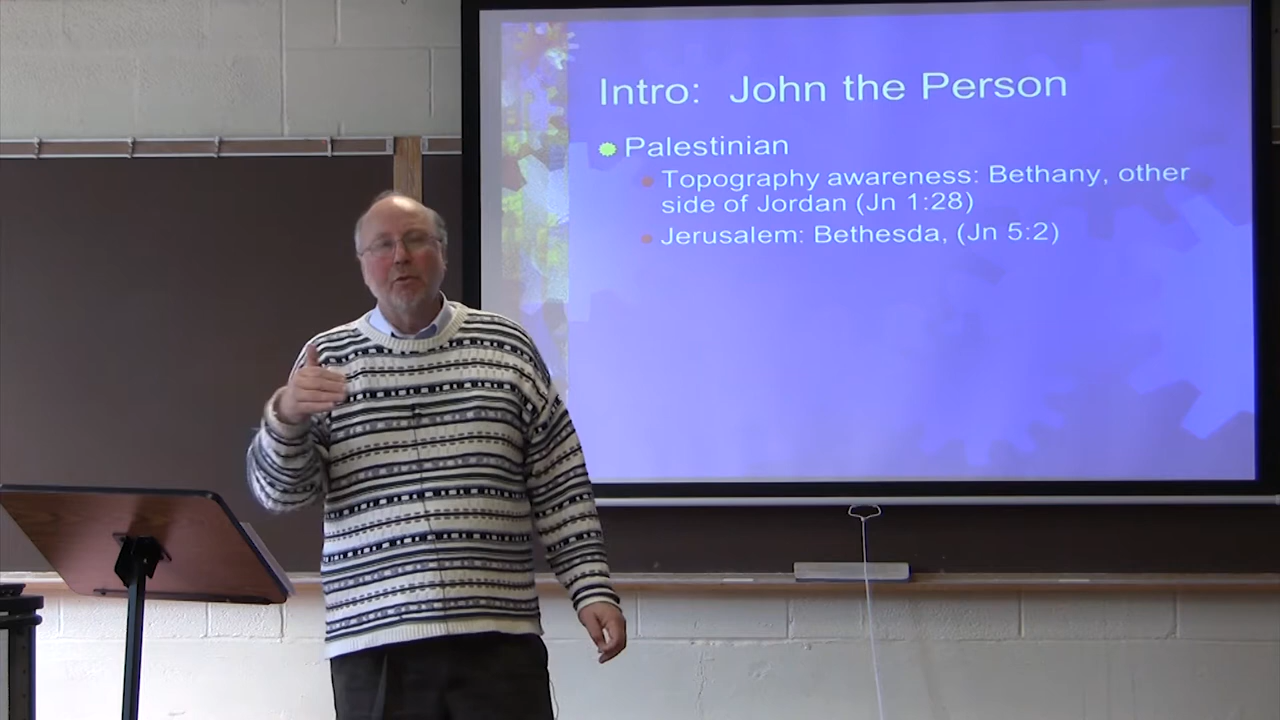 Intro: John the Person
Palestinian
Topography awareness: Bethany, other
side of Jordan (Jn 1:28)
Jerusalem: Bethesda, (Jn 5:2)